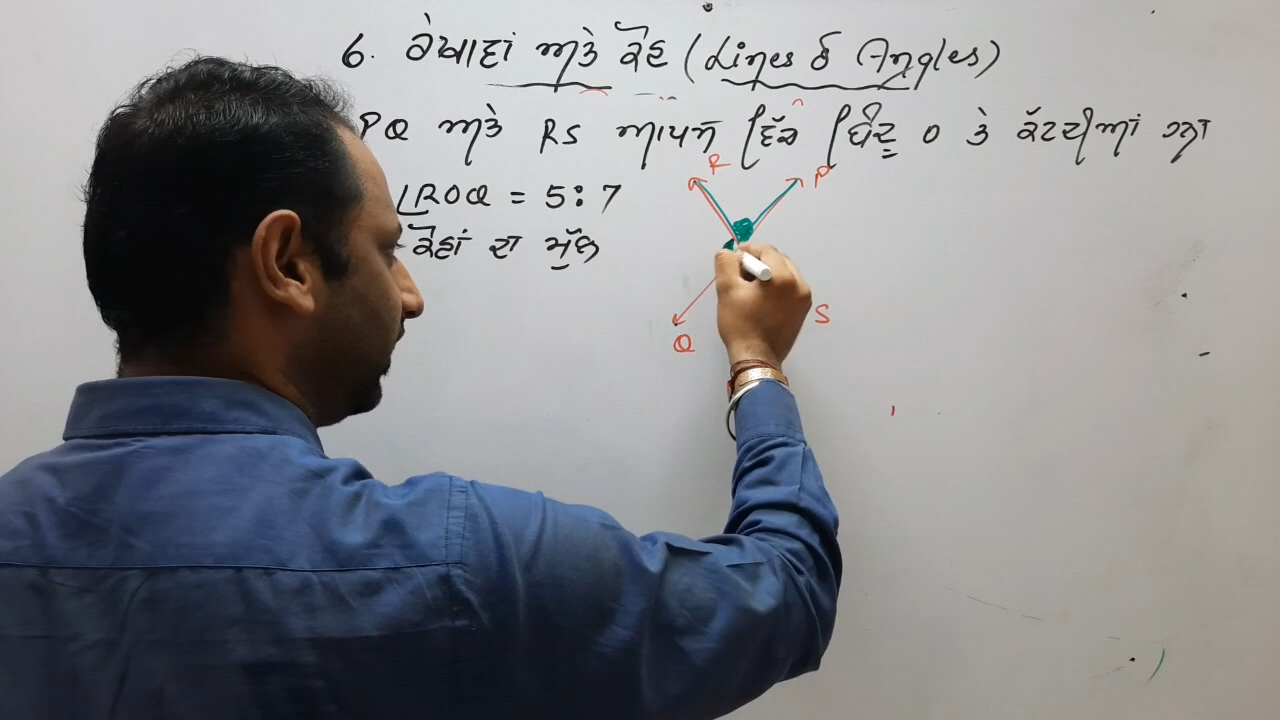 6. ਰੇਖਾਵਾਂ ਅਤੇ ਕੋਣ (Lines & Angles)
PQ ਅਤੇ RS ਆਪਸ ਵਿੱਚ ਬਿੰਦੂ O ਤੇ ਕੱਟਦੀਆਂ ਹਨ
∠ROQ = 5:7
ਕੋਣਾਂ ਦਾ ਮੁੱਲ
R P
S
Q